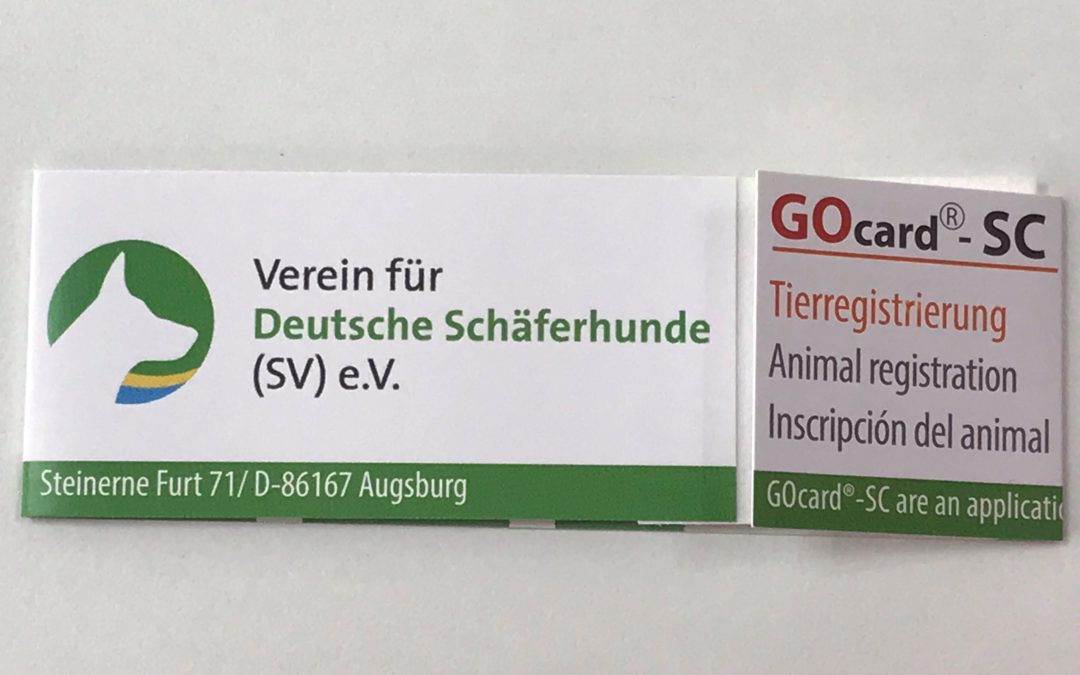 Verein für
Deutsche Schäferhunde
(SV) e.V.
Steinerne Furt 71/ D-86167 Augsburg
GOcard®- SC
Tierregistrierung
Animal registration
Inscripción del animal
GOcard®-SC are an